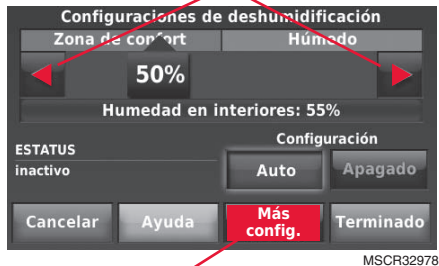 Configuraciones de deshumidificación
Zona de confort Húmedo
50%
Humedad en interiores: 55%
Configuración
ESTATUS
inactivo
Auto Apagado
Cancelar Ayuda Más config. Terminado
MSCR32978